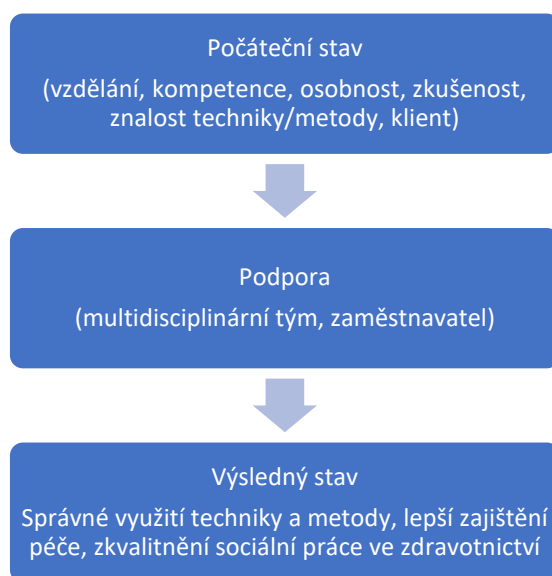 Počáteční stav
(vzdělání, kompetence, osobnost, zkušenost,
znalost techniky/metody, klient)
Podpora
(multidisciplinární tým, zaměstnavatel)
Výsledný stav
Správné využití techniky a metody, lepší zajištění
péče, zkvalitnění sociální práce ve zdravotnictví